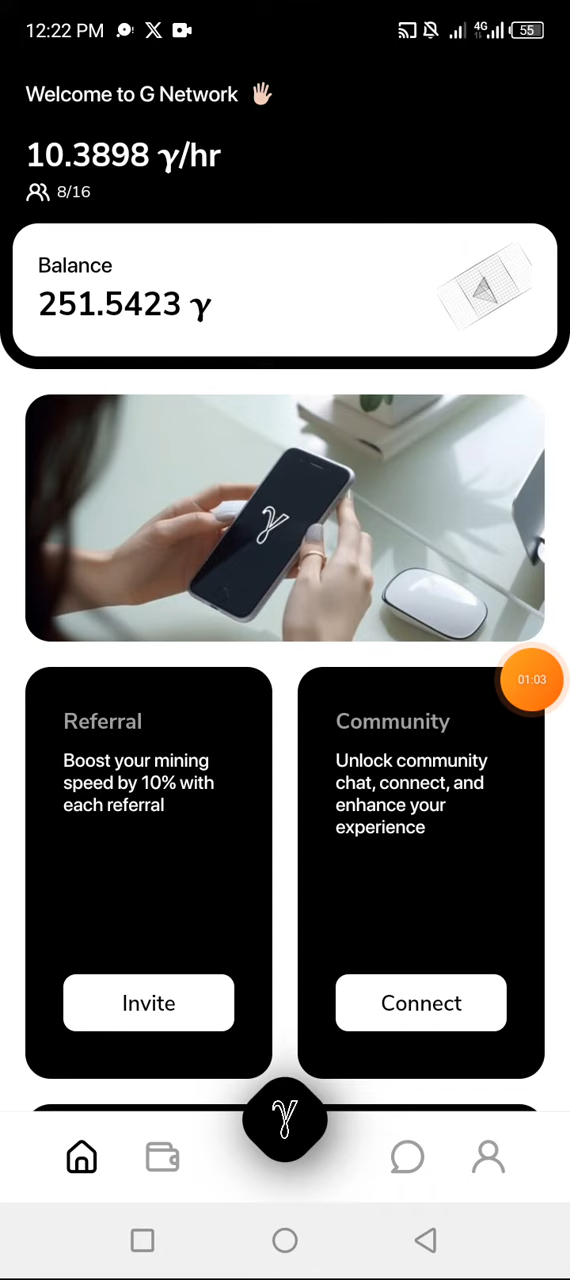 12:22 PM
4G
55
Welcome to G Network
10.3898 γ/hr
8/16
Balance
251.5423 γ
γ
01:03
Referral
Boost your mining
speed by 10% with
each referral
Invite
Community
Unlock community
chat, connect, and
enhance your
experience
Connect
γ